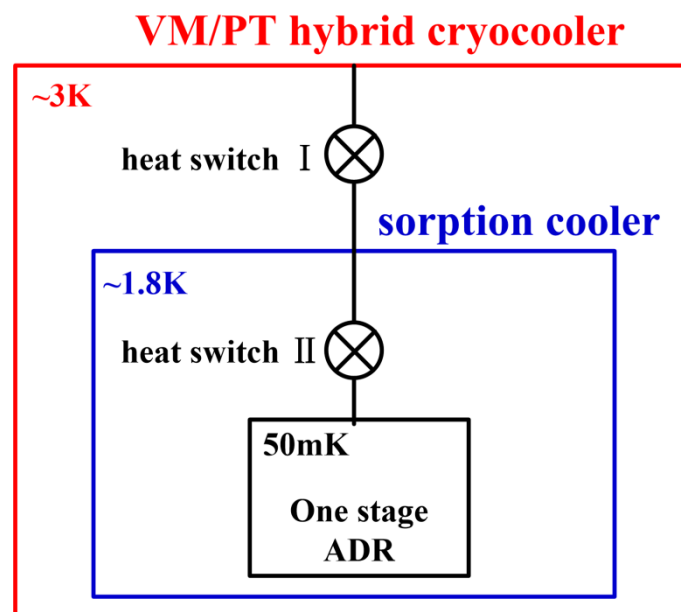 VM/PT hybrid cryocooler
~3K
heat switch Ⅰ
sorption cooler
~1.8K
heat switch Ⅱ
50mK
One stage
ADR